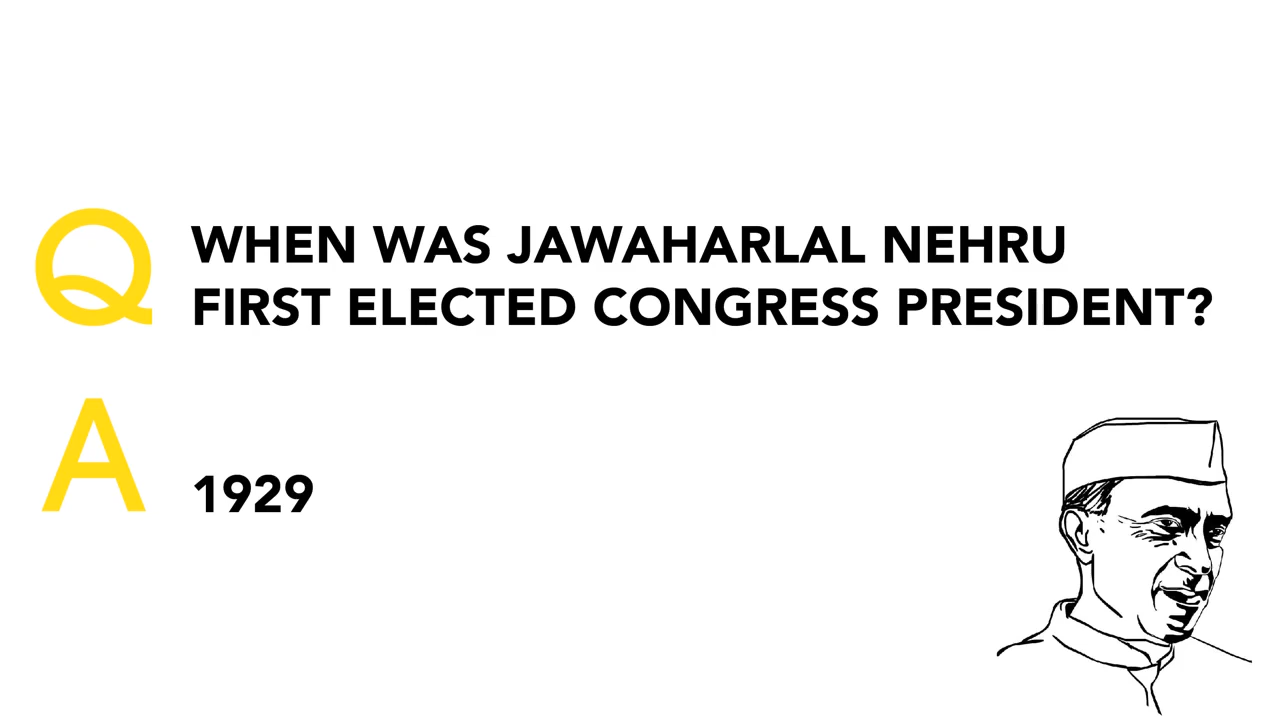 Q WHEN WAS JAWAHARLAL NEHRU
FIRST ELECTED CONGRESS PRESIDENT?
A 1929